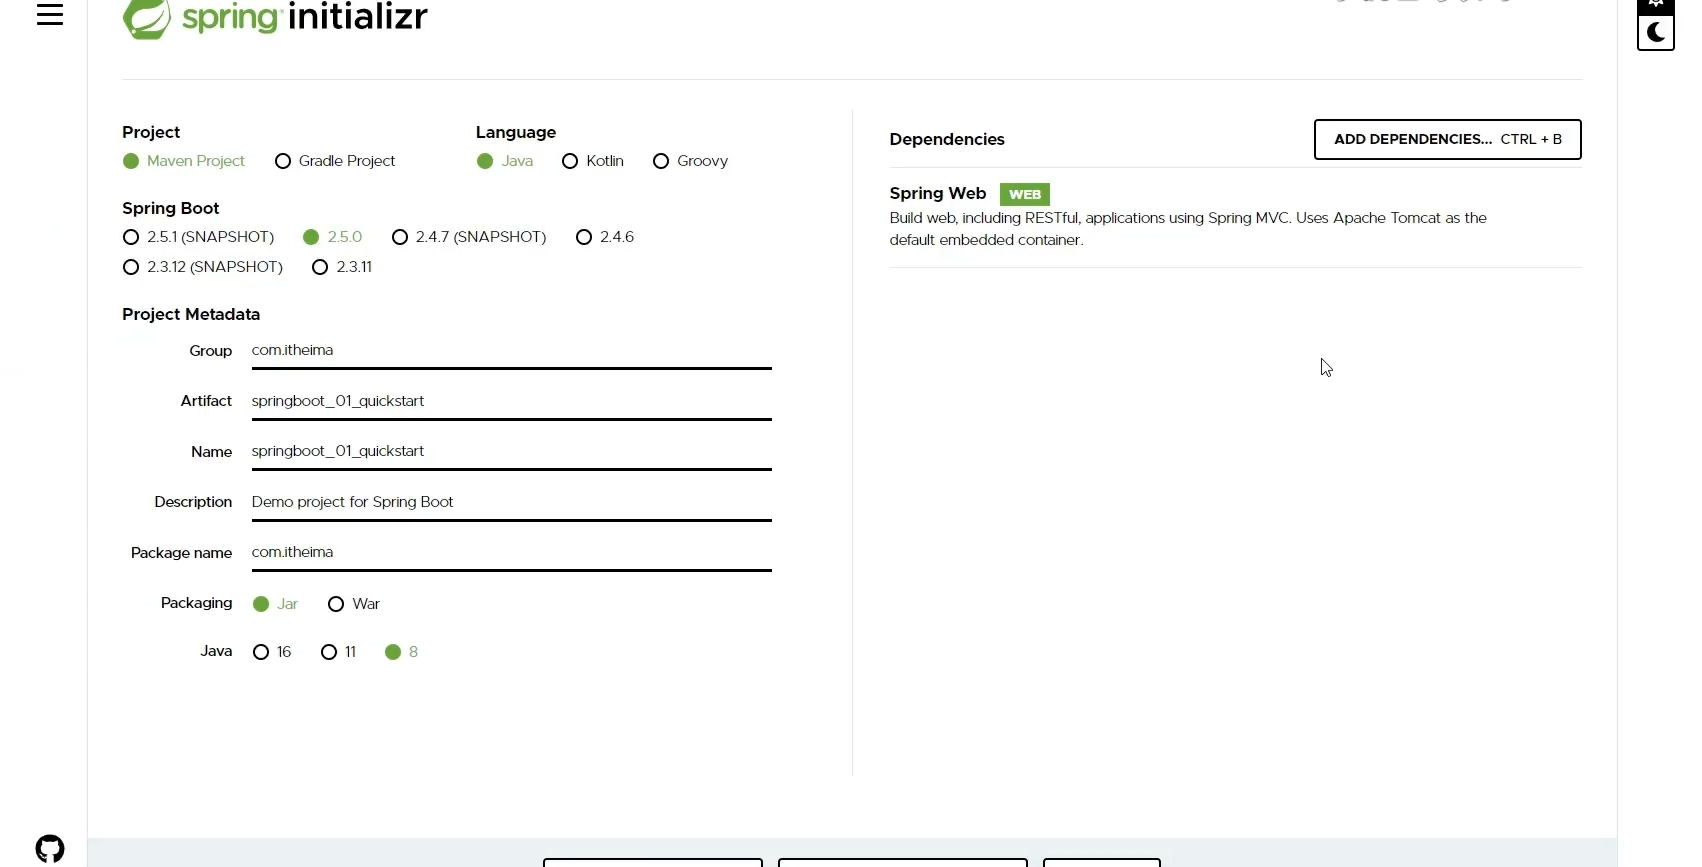 spring initializr
Project
Maven Project Gradle Project
Language
Java Kotlin Groovy
Spring Boot
2.5.1 (SNAPSHOT) 2.5.0 2.4.7 (SNAPSHOT) 2.4.6
2.3.12 (SNAPSHOT) 2.3.11
Project Metadata
Group com.itheima
Artifact springboot_01_quickstart
Name springboot_01_quickstart
Description Demo project for Spring Boot
Package name com.itheima
Packaging Jar War
Java 16 11 8
Dependencies
ADD DEPENDENCIES... CTRL + B
Spring Web WEB
Build web, including RESTful, applications using Spring MVC. Uses Apache Tomcat as the
default embedded container.